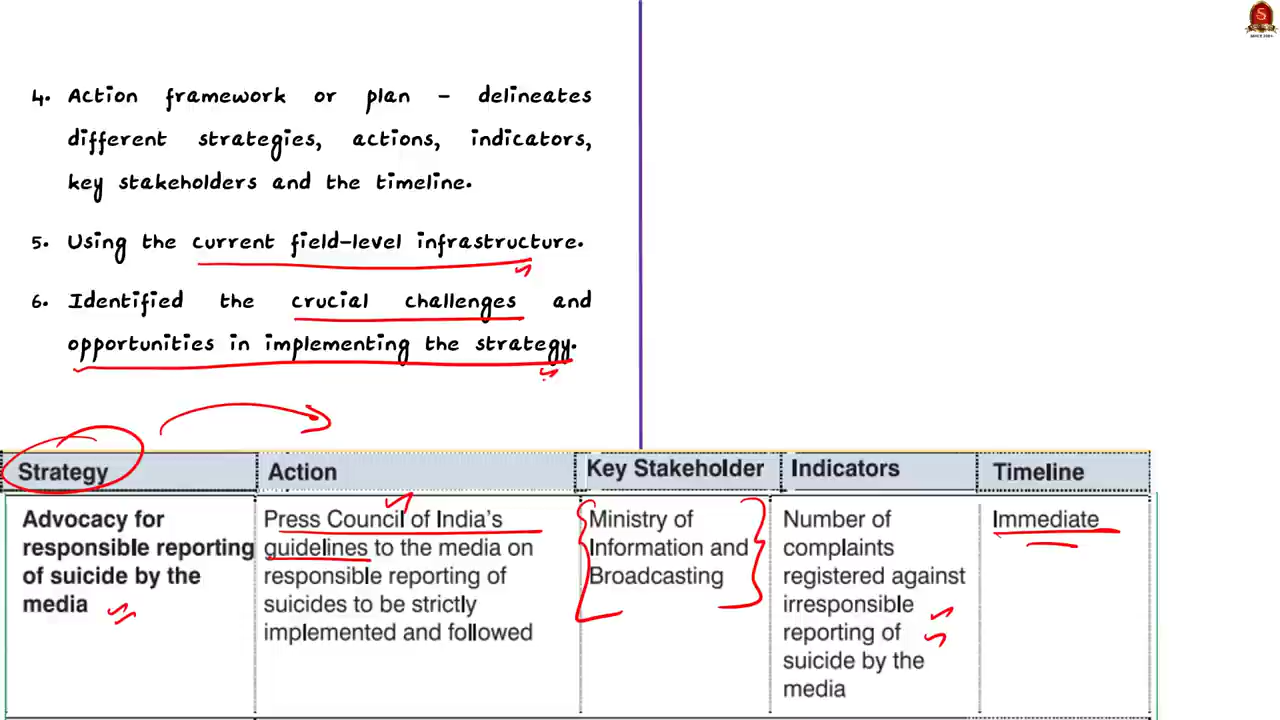 4. Action framework or plan - delineates
different strategies, actions, indicators,
key stakeholders and the timeline.
5. Using the current field-level infrastructure.
6. Identified the crucial challenges and
opportunities in implementing the strategy.
Strategy
Action
Key Stakeholder
Indicators
Timeline
Advocacy for
responsible reporting
of suicide by the
media
Press Council of India's
guidelines to the media on
responsible reporting of
suicides to be strictly
implemented and followed
Ministry of
Information and
Broadcasting
Number of
complaints
registered against
irresponsible
reporting of
suicide by the
media
Immediate